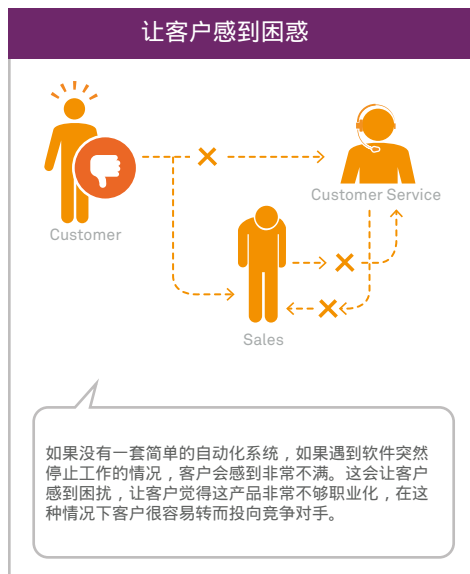 让客户感到困惑
Customer
Customer Service
Sales
如果没有一套简单的自动化系统，如果遇到软件突然
停止工作的情况，客户会感到非常不满。这会让客户
感到困扰，让客户觉得这产品非常不够职业化，在这
种情况下客户很容易转而投向竞争对手。